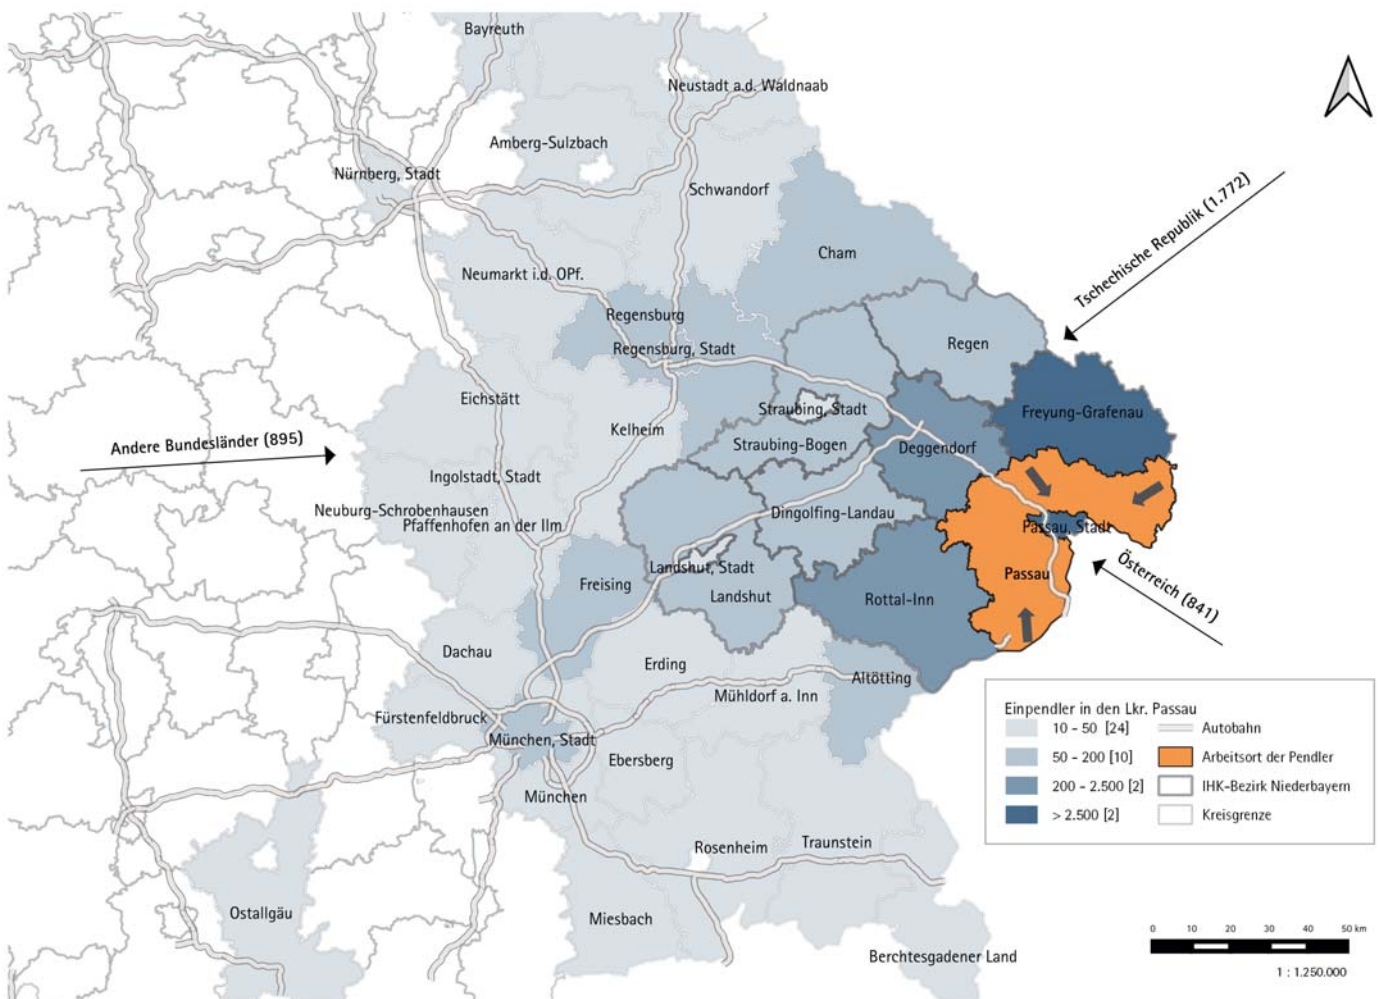 Bayreuth
Neustadt a.d. Waldnaab
Amberg-Sulzbach
Nürnberg, Stadt
Schwandorf
Tschechische Republik (1.772)
Cham
Neumarkt i.d. OPf.
Regensburg
Regen
Regensburg, Stadt
Eichstätt
Straubing, Stadt
Freyung-Grafenau
Kelheim
Andere Bundesländer (895)
Straubing-Bogen
Deggendorf
Ingolstadt, Stadt
Neuburg-Schrobenhausen
Dingolfing-Landau
Pfaffenhofen an der Ilm
Passau, Stadt
Landshut, Stadt
Passau
Österreich (841)
Freising
Landshut
Rottal-Inn
Dachau
Erding
Altötting
Mühldorf a. Inn
Fürstenfeldbruck
München, Stadt
Ebersberg
München
Rosenheim
Traunstein
Ostallgäu
Miesbach
Berchtesgadener Land
Einpendler in den Lkr. Passau
10 - 50 [24]
Autobahn
50 - 200 [10]
Arbeitsort der Pendler
200 - 2.500 [2]
IHK-Bezirk Niederbayern
> 2.500 [2]
Kreisgrenze
0 10 20 30 40 50 km
1 : 1.250.000